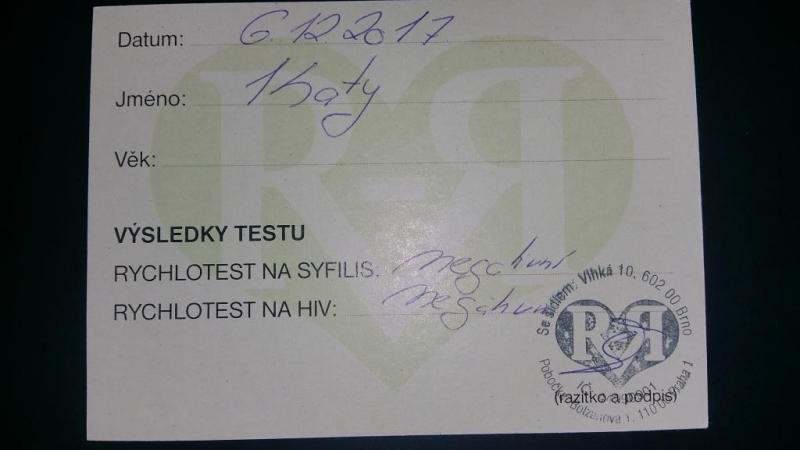 Datum: 6.12.2017
Jméno: Katy
Věk:
VÝSLEDKY TESTU
RYCHLOTEST NA SYFILIS: negativní
RYCHLOTEST NA HIV: negativní
Se sídlem: Vlhká 10, 602 00 Brno
R R
IČ:
Pobočka: Bolzanova 1, 110 00 Praha 1
(razítko a podpis)